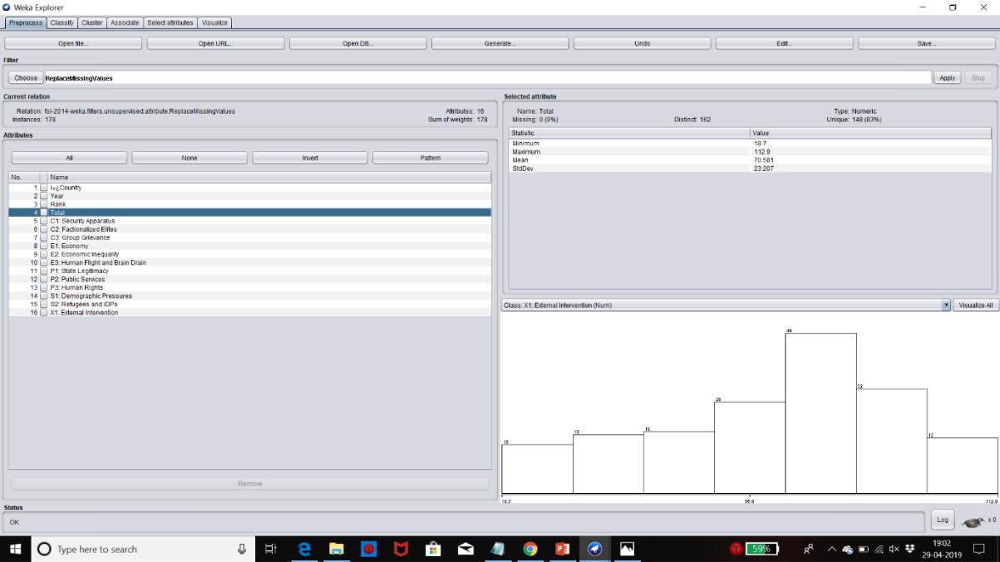 Weka Explorer
Preprocess Classify Cluster Associate Select attributes Visualize
Open file... Open URL... Open DB... Generate... Undo Edit... Save...
Filter
Choose ReplaceMissingValues Apply Stop
Current relation
Relation: fsi-2014-weka.filters.unsupervised.attribute.ReplaceMissingValues Attributes: 16
Instances: 178 Sum of weights: 178
Attributes
All None Invert Pattern
No. Name
1 ï»¿Country
2 Year
3 Rank
4 Total
5 C1: Security Apparatus
6 C2: Factionalized Elites
7 C3: Group Grievance
8 E1: Economy
9 E2: Economic Inequality
10 E3: Human Flight and Brain Drain
11 P1: State Legitimacy
12 P2: Public Services
13 P3: Human Rights
14 S1: Demographic Pressures
15 S2: Refugees and IDPs
16 X1: External Intervention
Remove
Selected attribute
Name: Total Type: Numeric
Missing: 0 (0%) Distinct: 162 Unique: 148 (83%)
Statistic Value
Minimum 18.7
Maximum 112.9
Mean 70.581
StdDev 23.207
Class: X1: External Intervention (Num) Visualize All
15 18 19 32 17
18.7 65.8 112.9
Status
OK Log x 0
Type here to search
59%
19:02
29-04-2019